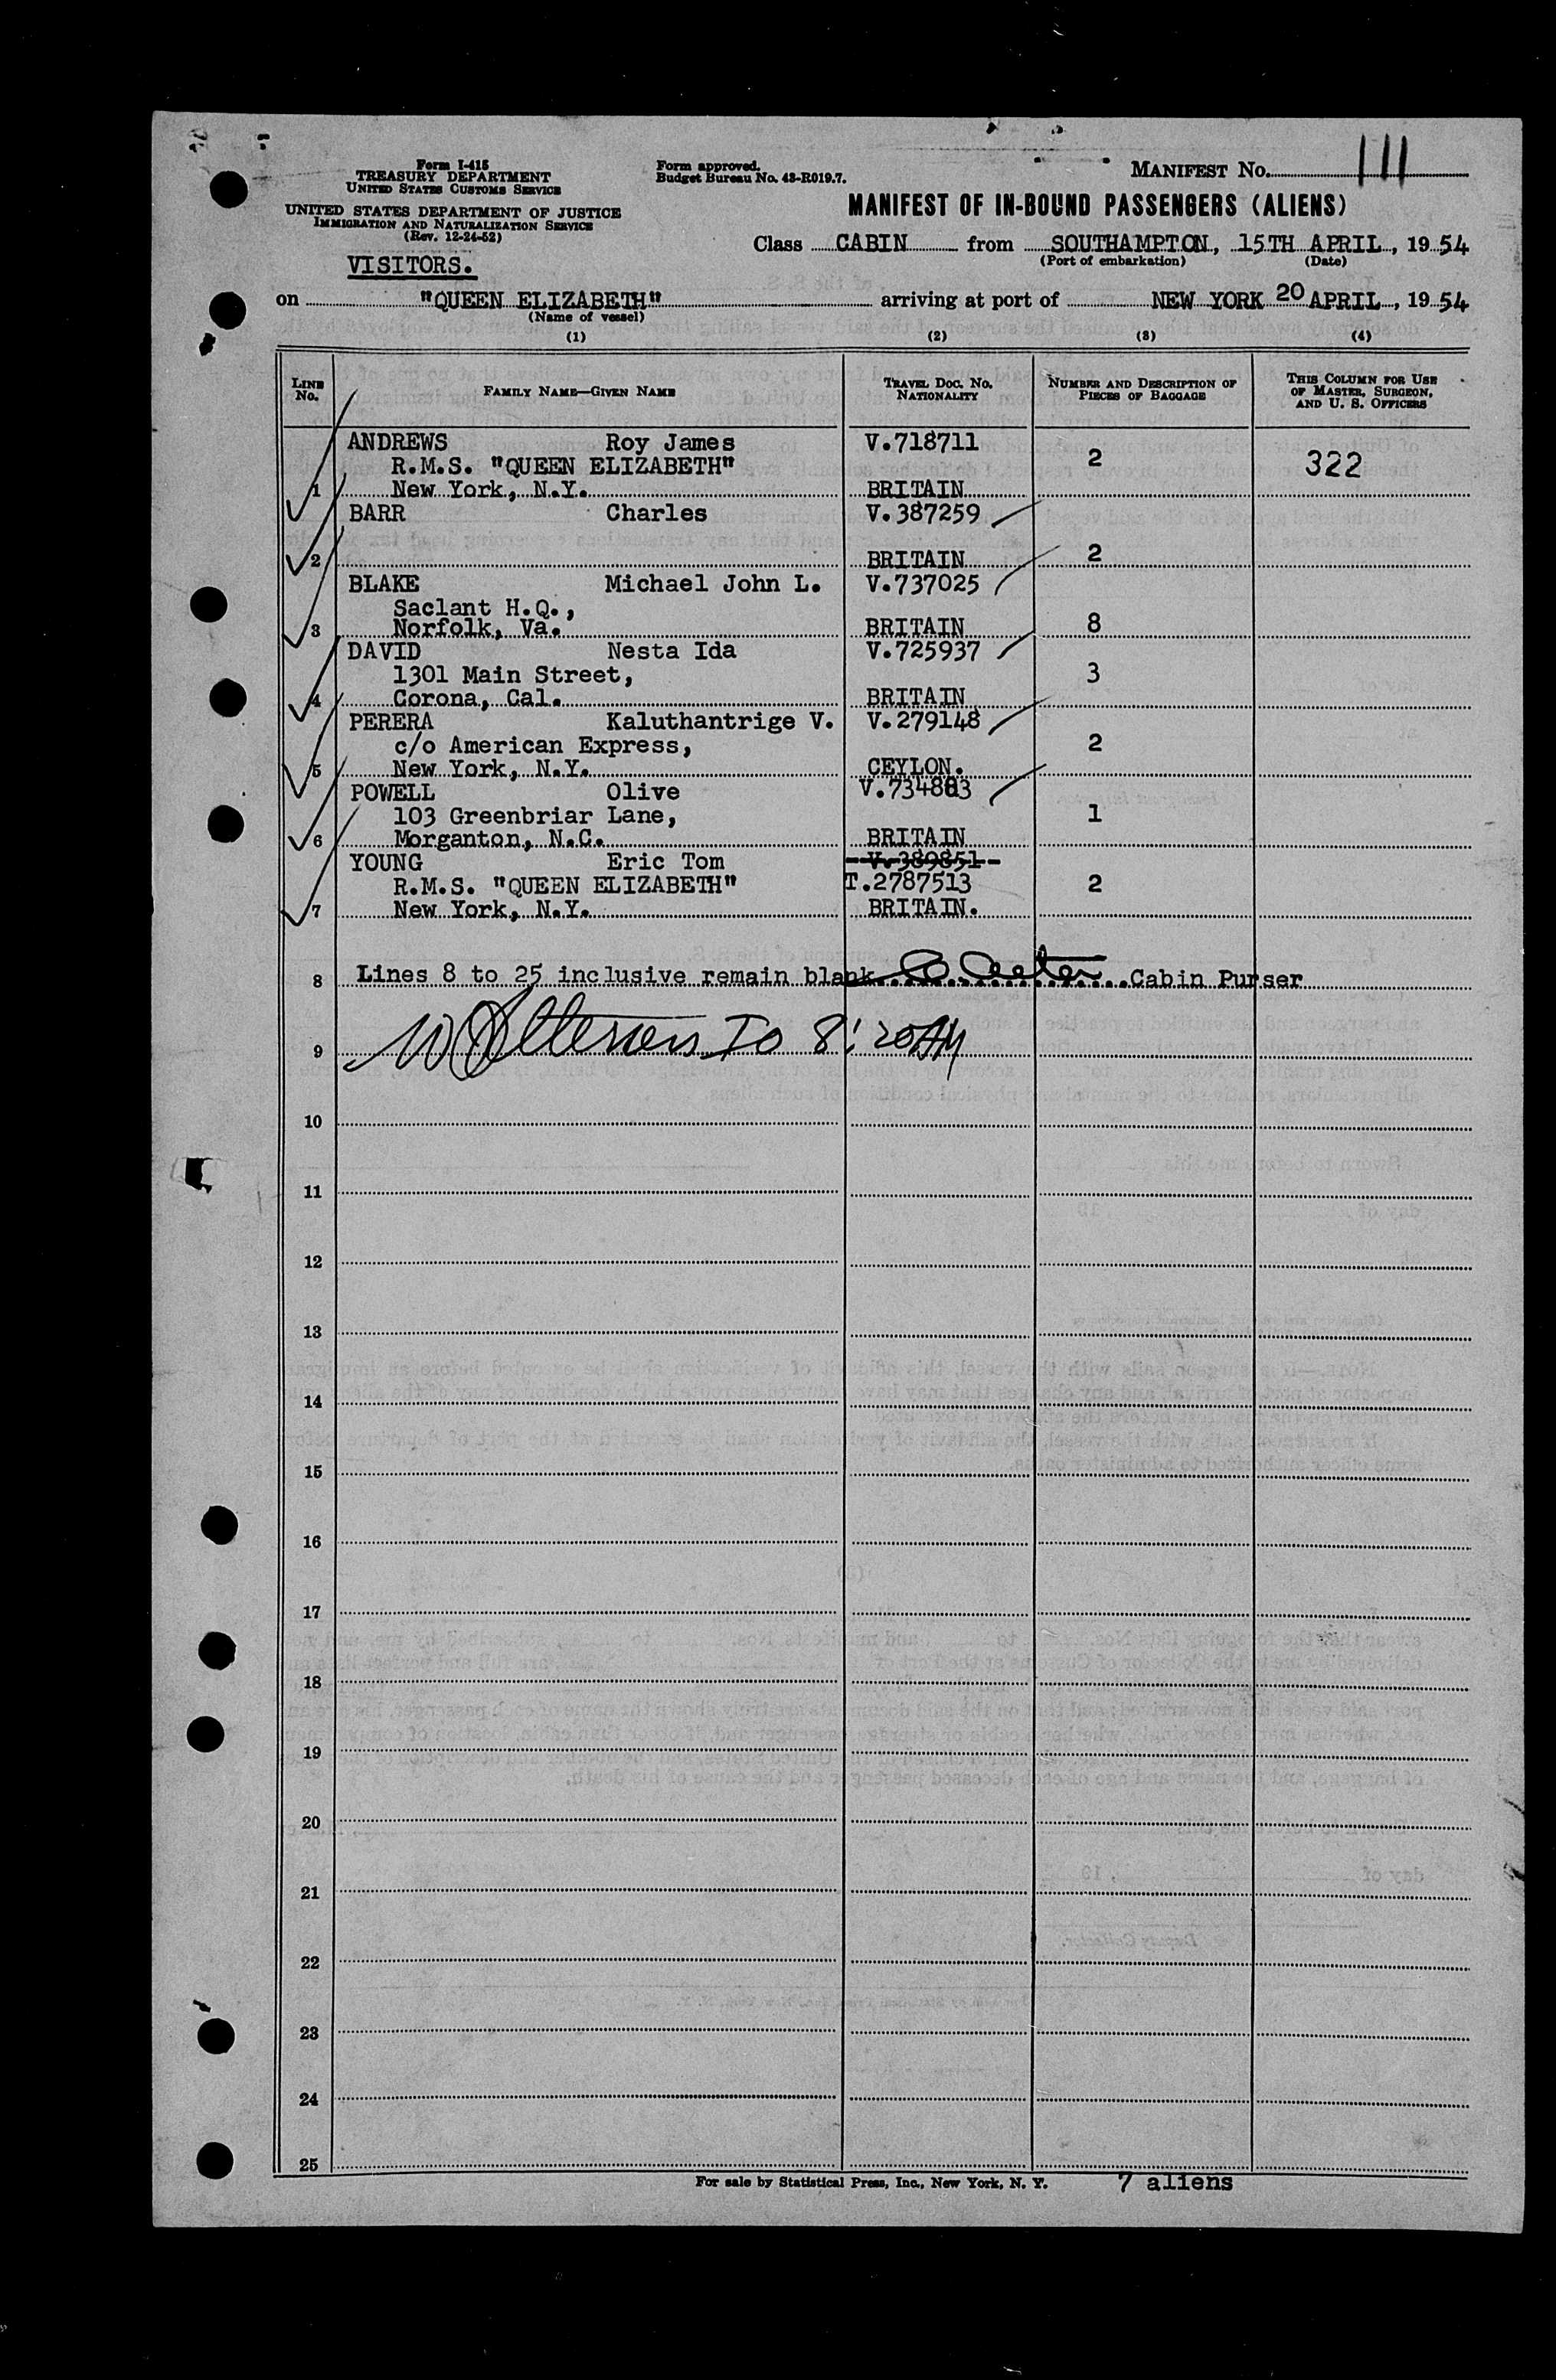 Form I-415
TREASURY DEPARTMENT
UNITED STATES CUSTOMS SERVICE
UNITED STATES DEPARTMENT OF JUSTICE
IMMIGRATION AND NATURALIZATION SERVICE
(Rev. 12-24-52)
VISITORS.
Form approved.
Budget Bureau No. 43-R019.7.
MANIFEST No. 111
MANIFEST OF IN-BOUND PASSENGERS (ALIENS)
Class CABIN from SOUTHAMPTON, 15TH APRIL, 1954
(Port of embarkation) (Date)
on "QUEEN ELIZABETH" arriving at port of NEW YORK 20 APRIL, 1954
(Name of vessel)
(1) (2) (3) (4)
LINE No. FAMILY NAME—GIVEN NAME TRAVEL DOC. No. NATIONALITY NUMBER AND DESCRIPTION OF PIECES OF BAGGAGE THIS COLUMN FOR USE OF MASTER, SURGEON, AND U. S. OFFICERS
ANDREWS Roy James V.718711
R.M.S. "QUEEN ELIZABETH" 2 322
1 New York, N.Y. BRITAIN
BARR Charles V.387259
2 BRITAIN 2
BLAKE Michael John L. V.737025
Saclant H.Q.,
3 Norfolk, Va. BRITAIN 8
DAVID Nesta Ida V.725937
1301 Main Street, 3
4 Corona, Cal. BRITAIN
PERERA Kaluthantrige V. V.279148
c/o American Express, 2
5 New York, N.Y. CEYLON.
POWELL Olive V.734883
103 Greenbriar Lane, 1
6 Morganton, N.C. BRITAIN
YOUNG Eric Tom V.389851
R.M.S. "QUEEN ELIZABETH" T.2787513 2
7 New York, N.Y. BRITAIN.
8 Lines 8 to 25 inclusive remain blank Cabin Purser
9 8:20AM
10
11
12
13
14
15
16
17
18
19
20
21
22
23
24
25
For sale by Statistical Press, Inc., New York, N. Y. 7 aliens